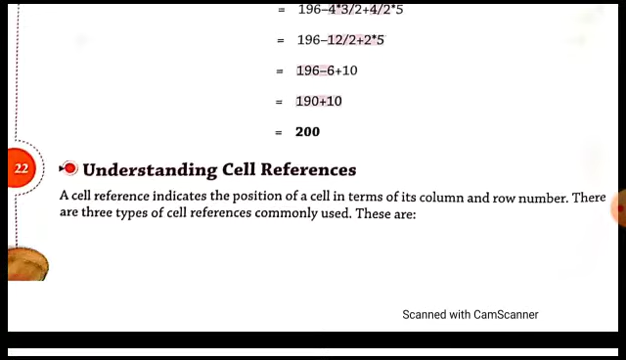 = 196–4*3/2+4/2*5
= 196–12/2+2*5
= 196–6+10
= 190+10
= 200
22
Understanding Cell References
A cell reference indicates the position of a cell in terms of its column and row number. There
are three types of cell references commonly used. These are:
Scanned with CamScanner